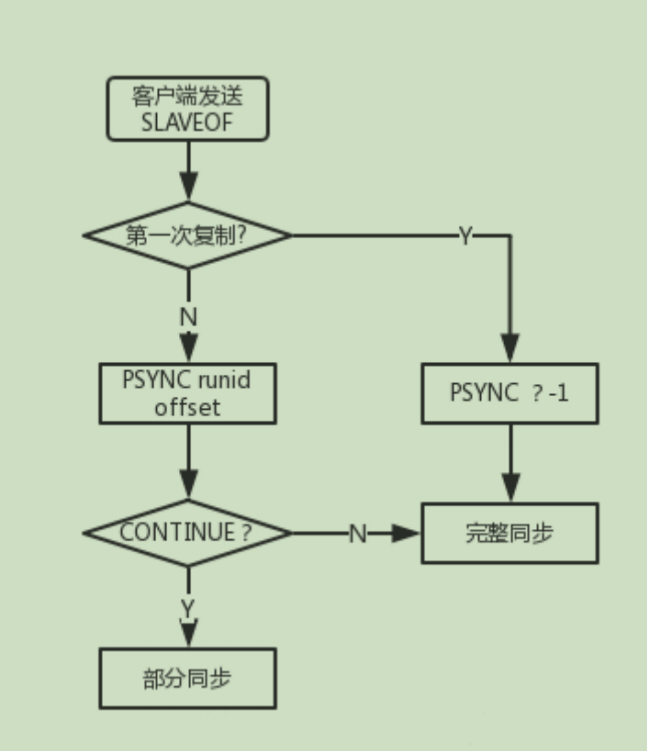 客户端发送
SLAVEOF
第一次复制?
Y
N
PSYNC runid
offset
PSYNC ? -1
CONTINUE ?
N
完整同步
Y
部分同步